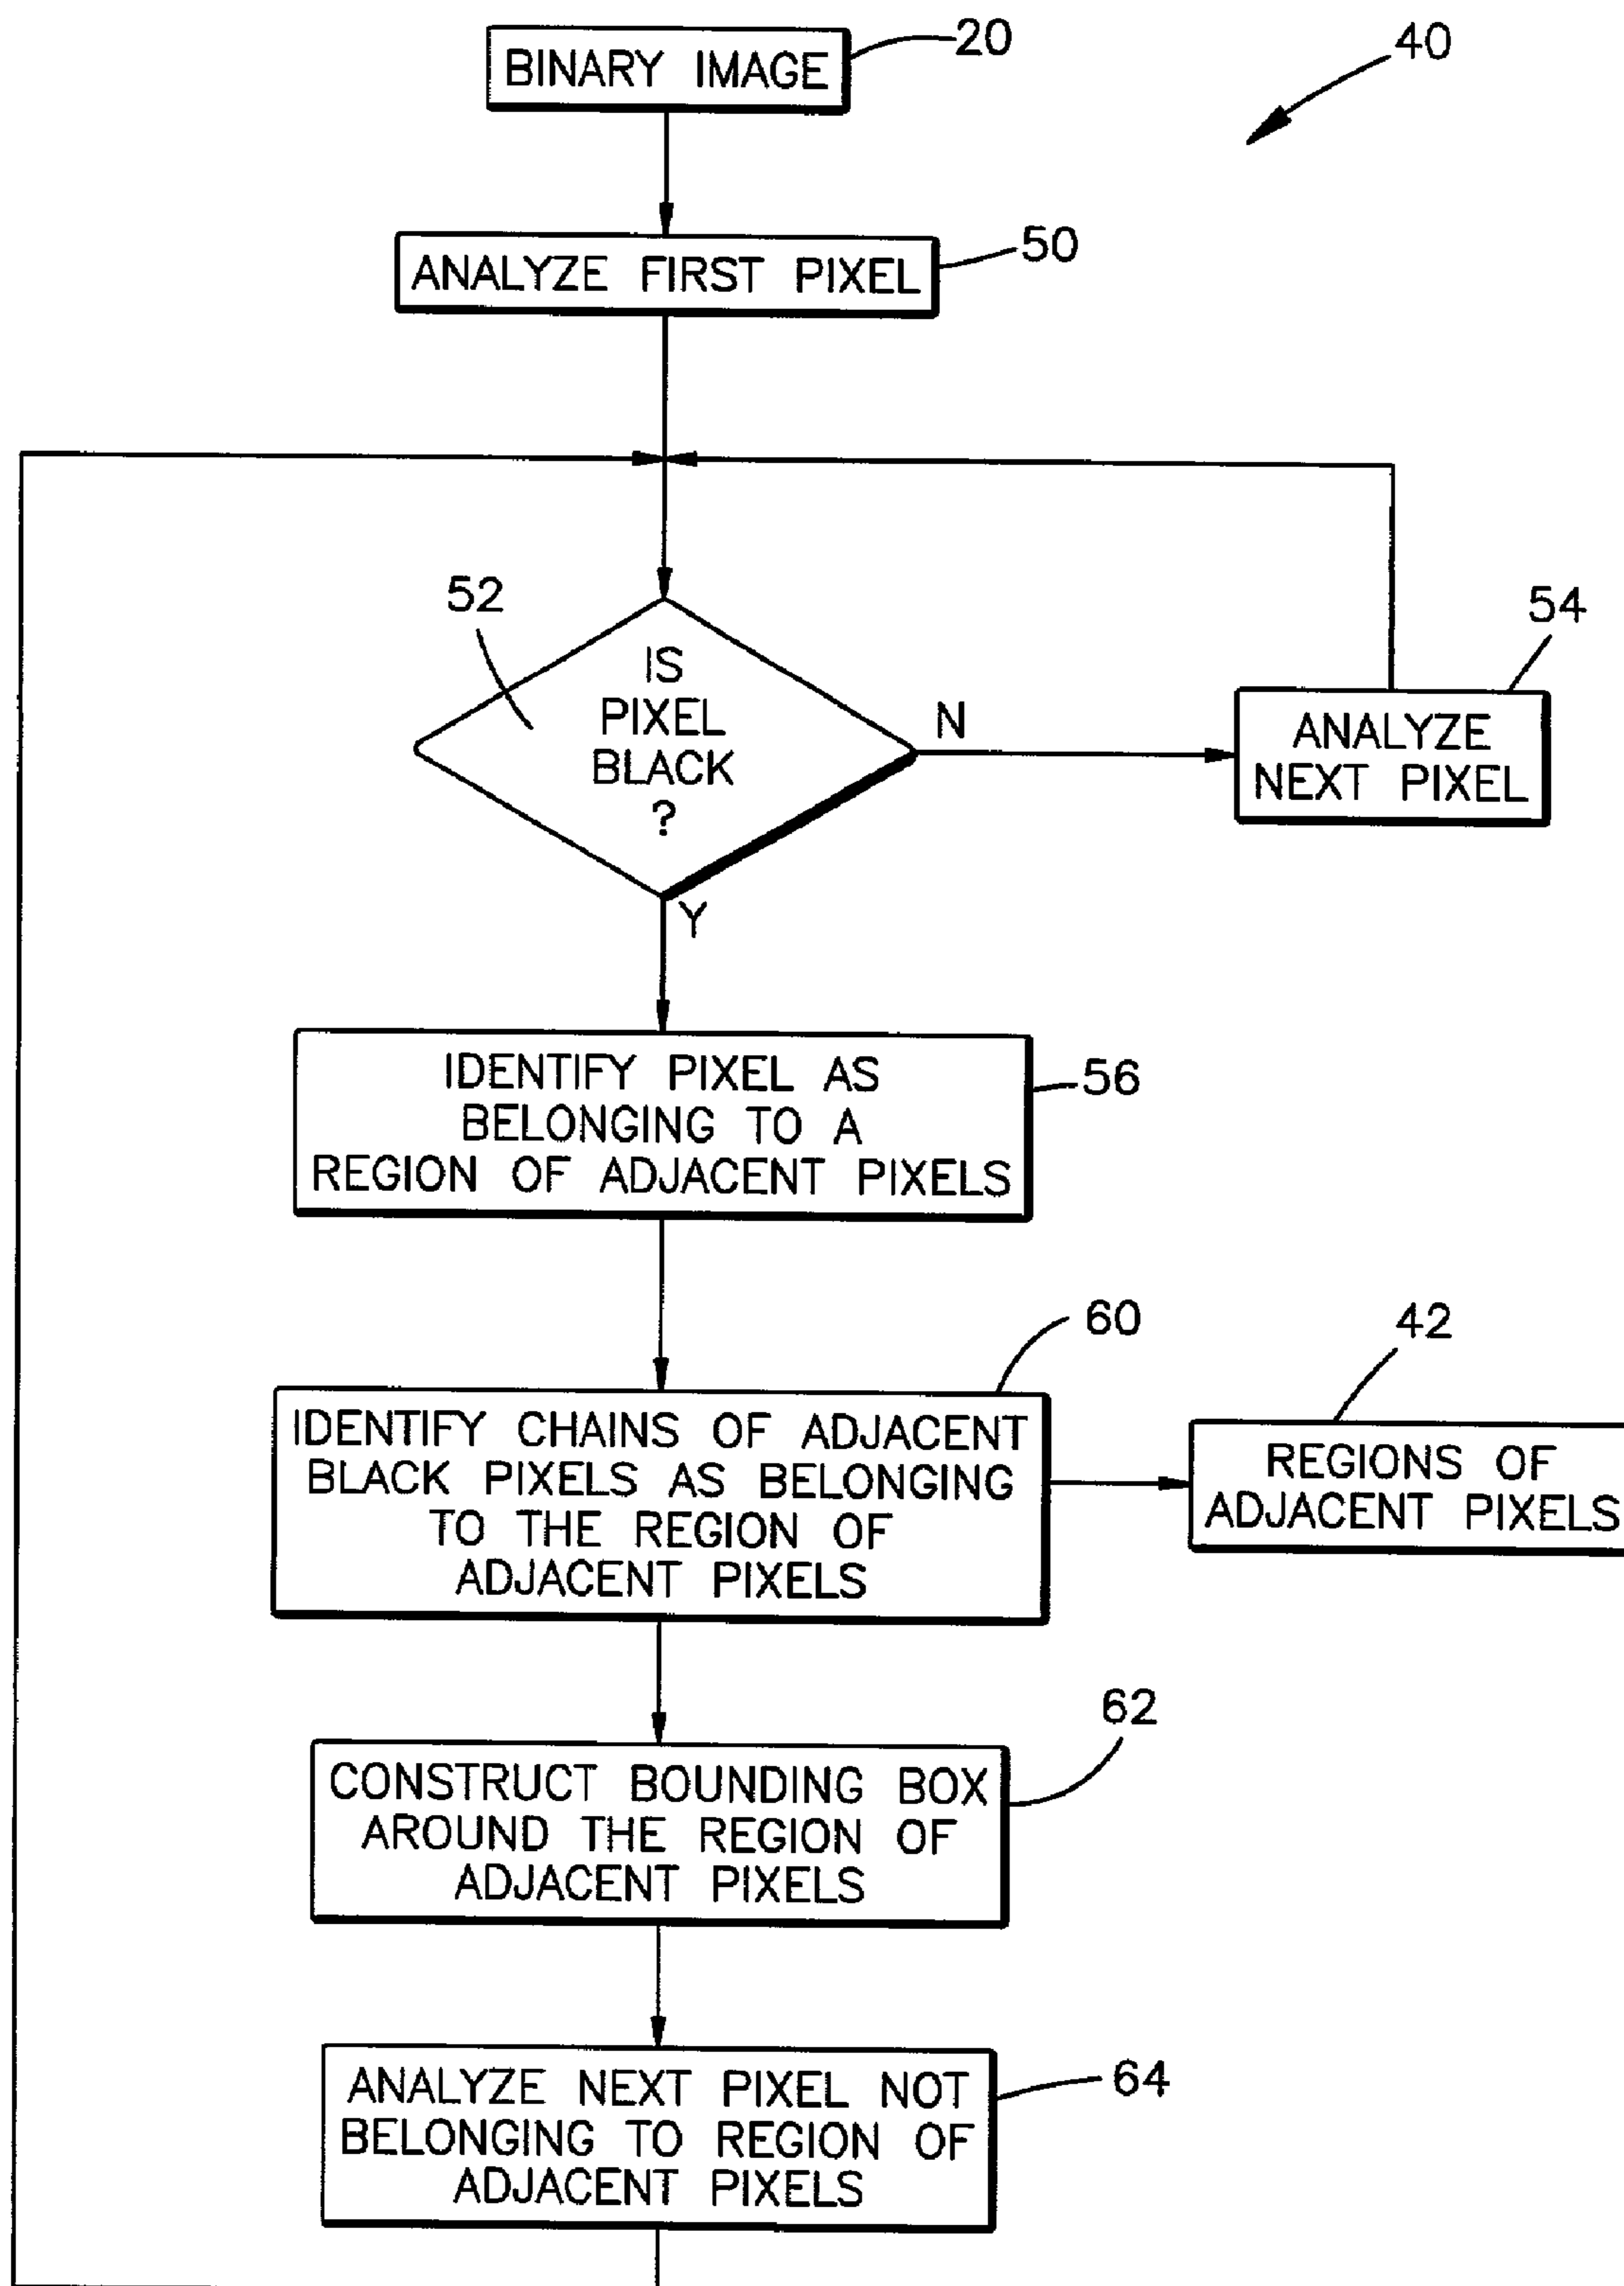 BINARY IMAGE
20
40
ANALYZE FIRST PIXEL
50
52
IS
PIXEL
BLACK
?
N
Y
54
ANALYZE
NEXT PIXEL
IDENTIFY PIXEL AS
BELONGING TO A
REGION OF ADJACENT PIXELS
56
60
IDENTIFY CHAINS OF ADJACENT
BLACK PIXELS AS BELONGING
TO THE REGION OF
ADJACENT PIXELS
42
REGIONS OF
ADJACENT PIXELS
62
CONSTRUCT BOUNDING BOX
AROUND THE REGION OF
ADJACENT PIXELS
64
ANALYZE NEXT PIXEL NOT
BELONGING TO REGION OF
ADJACENT PIXELS